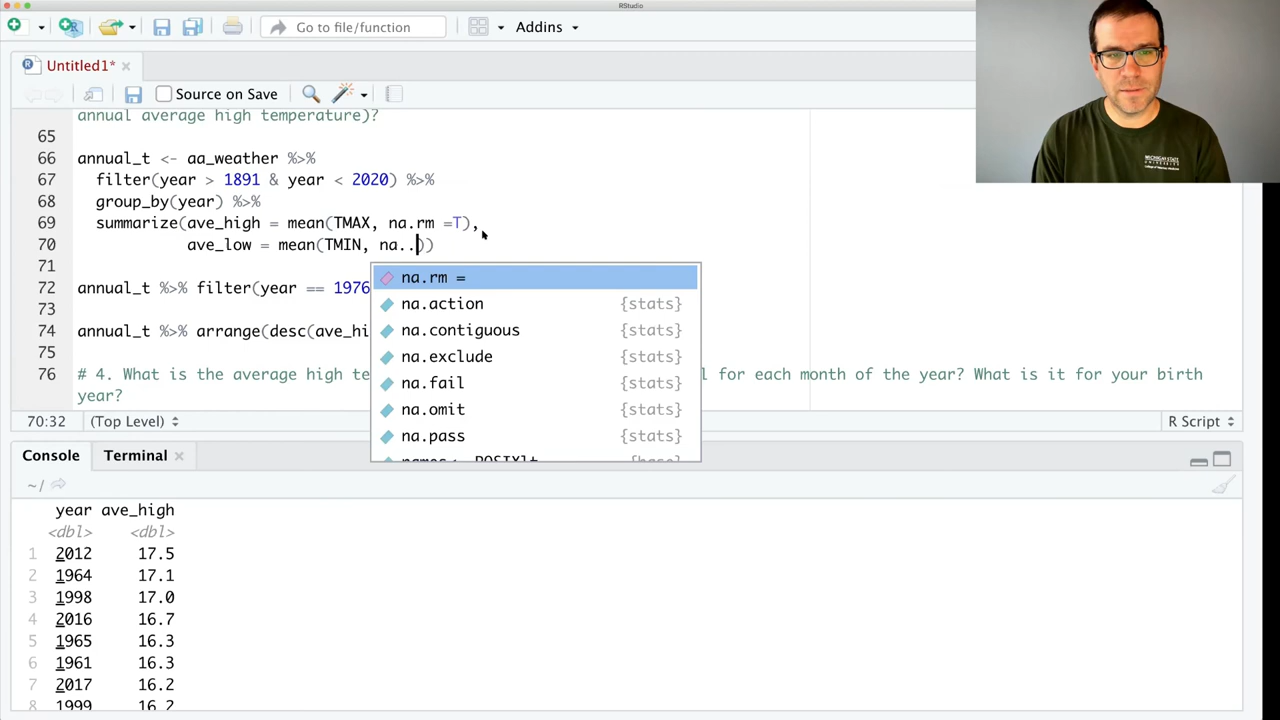 RStudio
Go to file/function
Addins
Untitled1*
Source on Save
annual average high temperature)?
65
66 annual_t <- aa_weather %>%
67 filter(year > 1891 & year < 2020) %>%
68 group_by(year) %>%
69 summarize(ave_high = mean(TMAX, na.rm =T),
70 ave_low = mean(TMIN, na..))
71
na.rm =
72 annual_t %>% filter(year == 1976
na.action {stats}
73
74 annual_t %>% arrange(desc(ave_hi
na.contiguous {stats}
75
na.exclude {stats}
76 # 4. What is the average high te
l for each month of the year? What is it for your birth
year?
na.fail {stats}
na.omit {stats}
70:32 (Top Level) R Script
na.pass {stats}
Console Terminal
~/
year ave_high
<dbl> <dbl>
1 2012 17.5
2 1964 17.1
3 1998 17.0
4 2016 16.7
5 1965 16.3
6 1961 16.3
7 2017 16.2
8 1999 16.2
MICHIGAN STATE